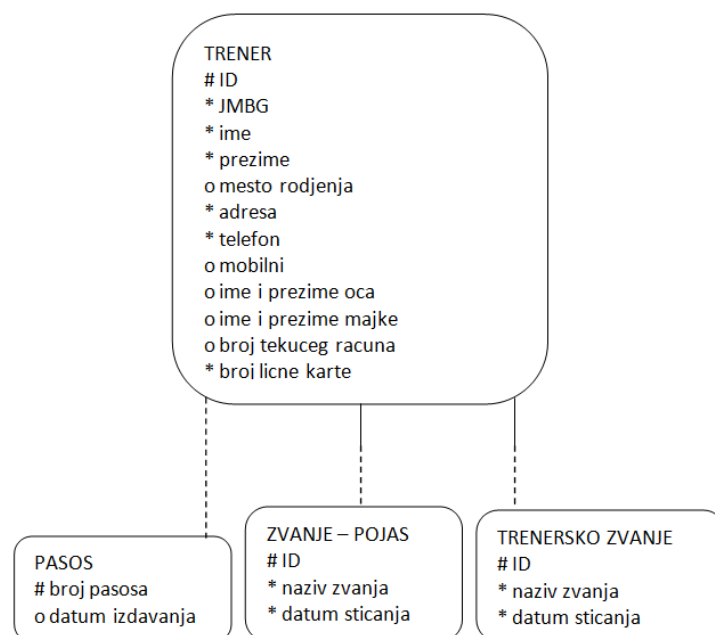 TRENER
# ID
* JMBG
* ime
* prezime
o mesto rodjenja
* adresa
* telefon
o mobilni
o ime i prezime oca
o ime i prezime majke
o broj tekuceg racuna
* broj licne karte
PASOS
# broj pasosa
o datum izdavanja
ZVANJE – POJAS
# ID
* naziv zvanja
* datum sticanja
TRENERSKO ZVANJE
# ID
* naziv zvanja
* datum sticanja